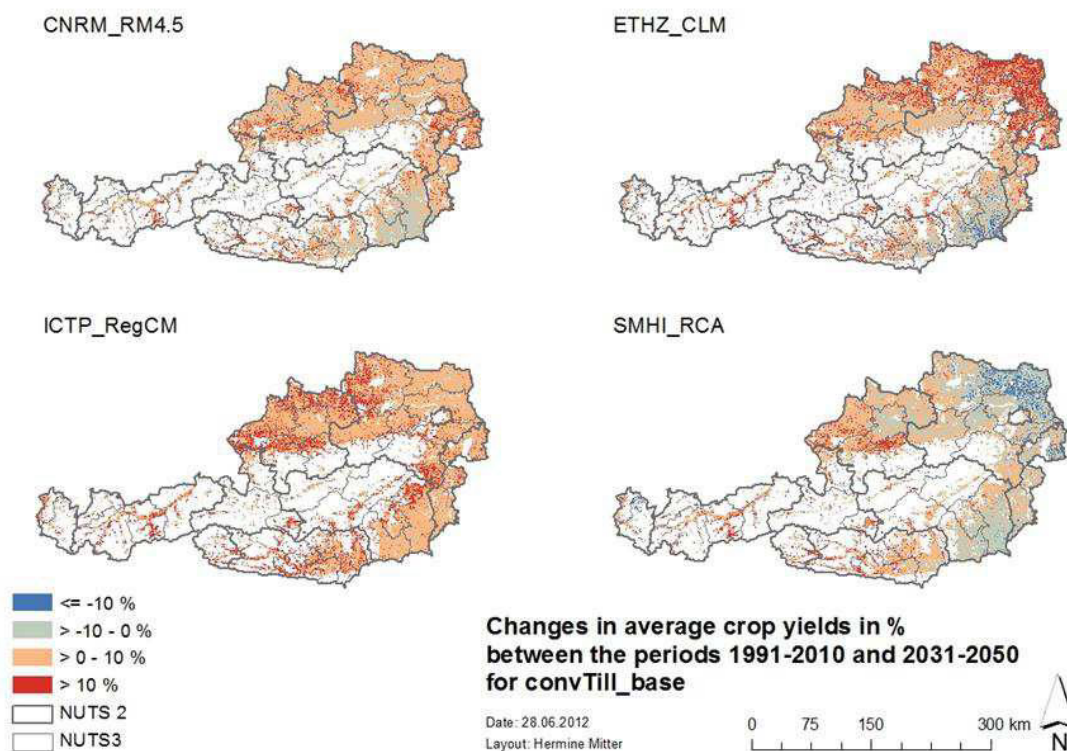 CNRM_RM4.5
ETHZ_CLM
ICTP_RegCM
SMHI_RCA
<= -10 %
> -10 - 0 %
> 0 - 10 %
> 10 %
NUTS 2
NUTS3
Changes in average crop yields in %
between the periods 1991-2010 and 2031-2050
for convTill_base
Date: 28.06.2012
Layout: Hermine Mitter
0 75 150 300 km
N